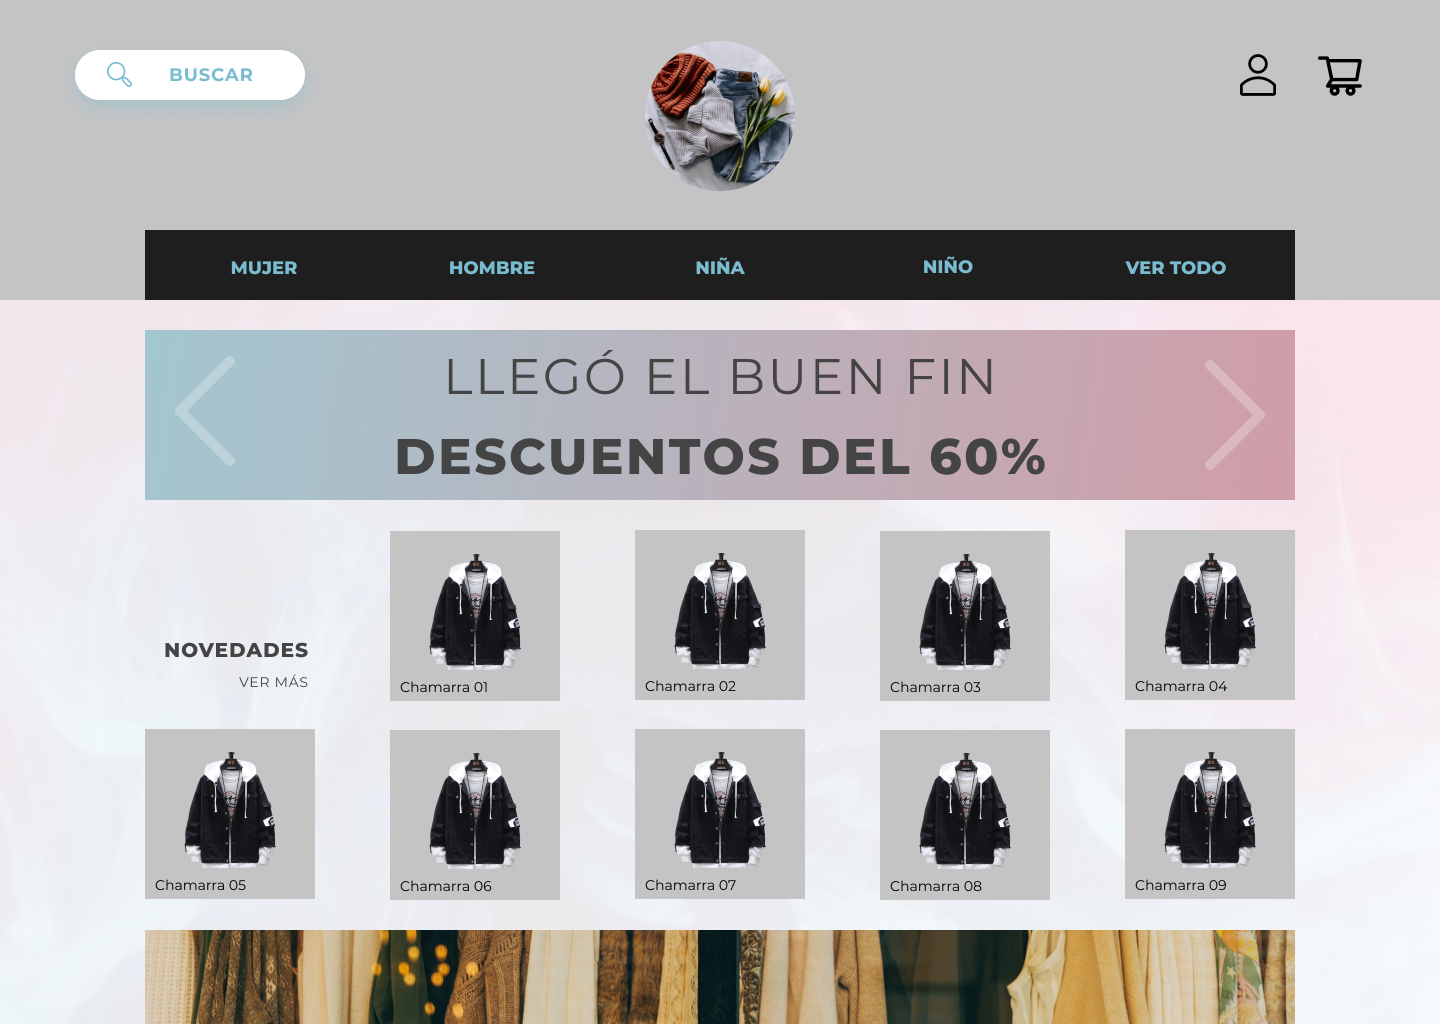 BUSCAR
MUJER
HOMBRE
NIÑA
NIÑO
VER TODO
LLEGÓ EL BUEN FIN
DESCUENTOS DEL 60%
NOVEDADES
VER MÁS
Chamarra 01
Chamarra 02
Chamarra 03
Chamarra 04
Chamarra 05
Chamarra 06
Chamarra 07
Chamarra 08
Chamarra 09